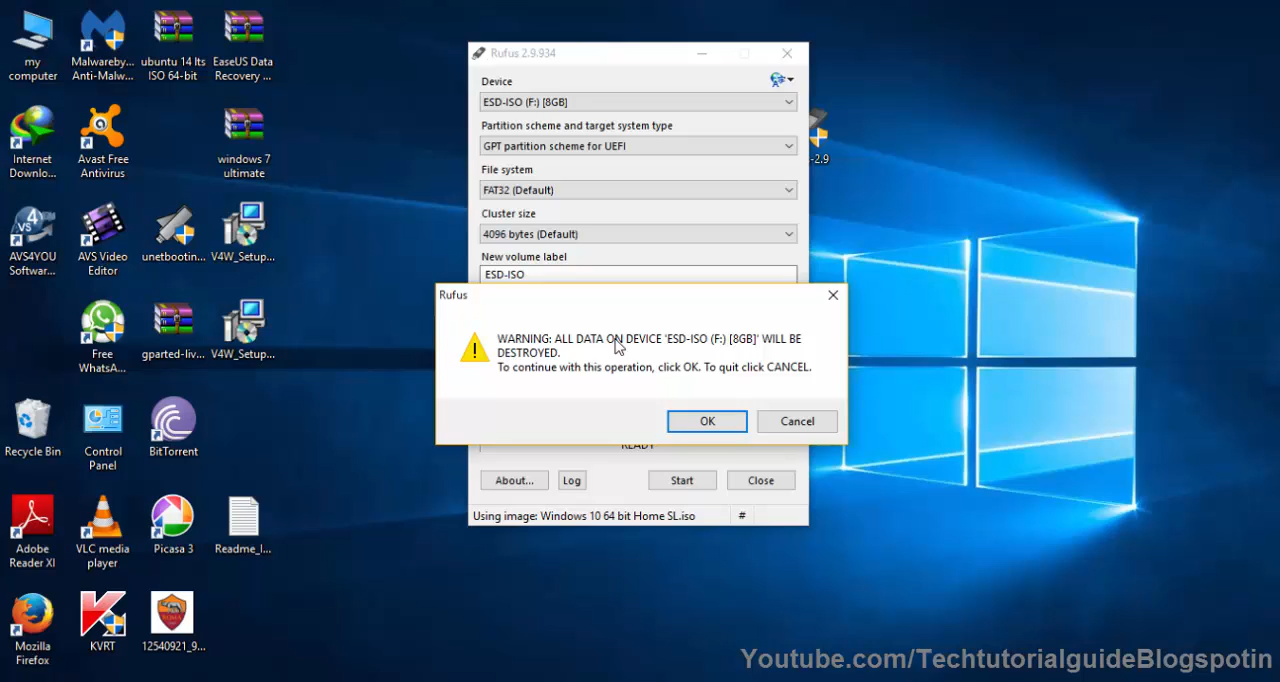 my
computer
Malwareby...
Anti-Malw...
ubuntu 14 lts
ISO 64-bit
EaseUS Data
Recovery ...
Internet
Downlo...
Avast Free
Antivirus
windows 7
ultimate
AVS4YOU
Softwar...
AVS Video
Editor
unetbootin...
V4W_Setup...
Free
WhatsA...
gparted-liv...
V4W_Setup...
Recycle Bin
Control
Panel
BitTorrent
Adobe
Reader XI
VLC media
player
Picasa 3
Readme_I...
Mozilla
Firefox
KVRT
12540921_9...
-2.9
Rufus 2.9.934
Device
ESD-ISO (F:) [8GB]
Partition scheme and target system type
GPT partition scheme for UEFI
File system
FAT32 (Default)
Cluster size
4096 bytes (Default)
New volume label
ESD-ISO
Rufus
WARNING: ALL DATA ON DEVICE 'ESD-ISO (F:) [8GB]' WILL BE
DESTROYED.
To continue with this operation, click OK. To quit click CANCEL.
OK Cancel
READY
About... Log Start Close
Using image: Windows 10 64 bit Home SL.iso #
Youtube.com/TechtutorialguideBlogspotin